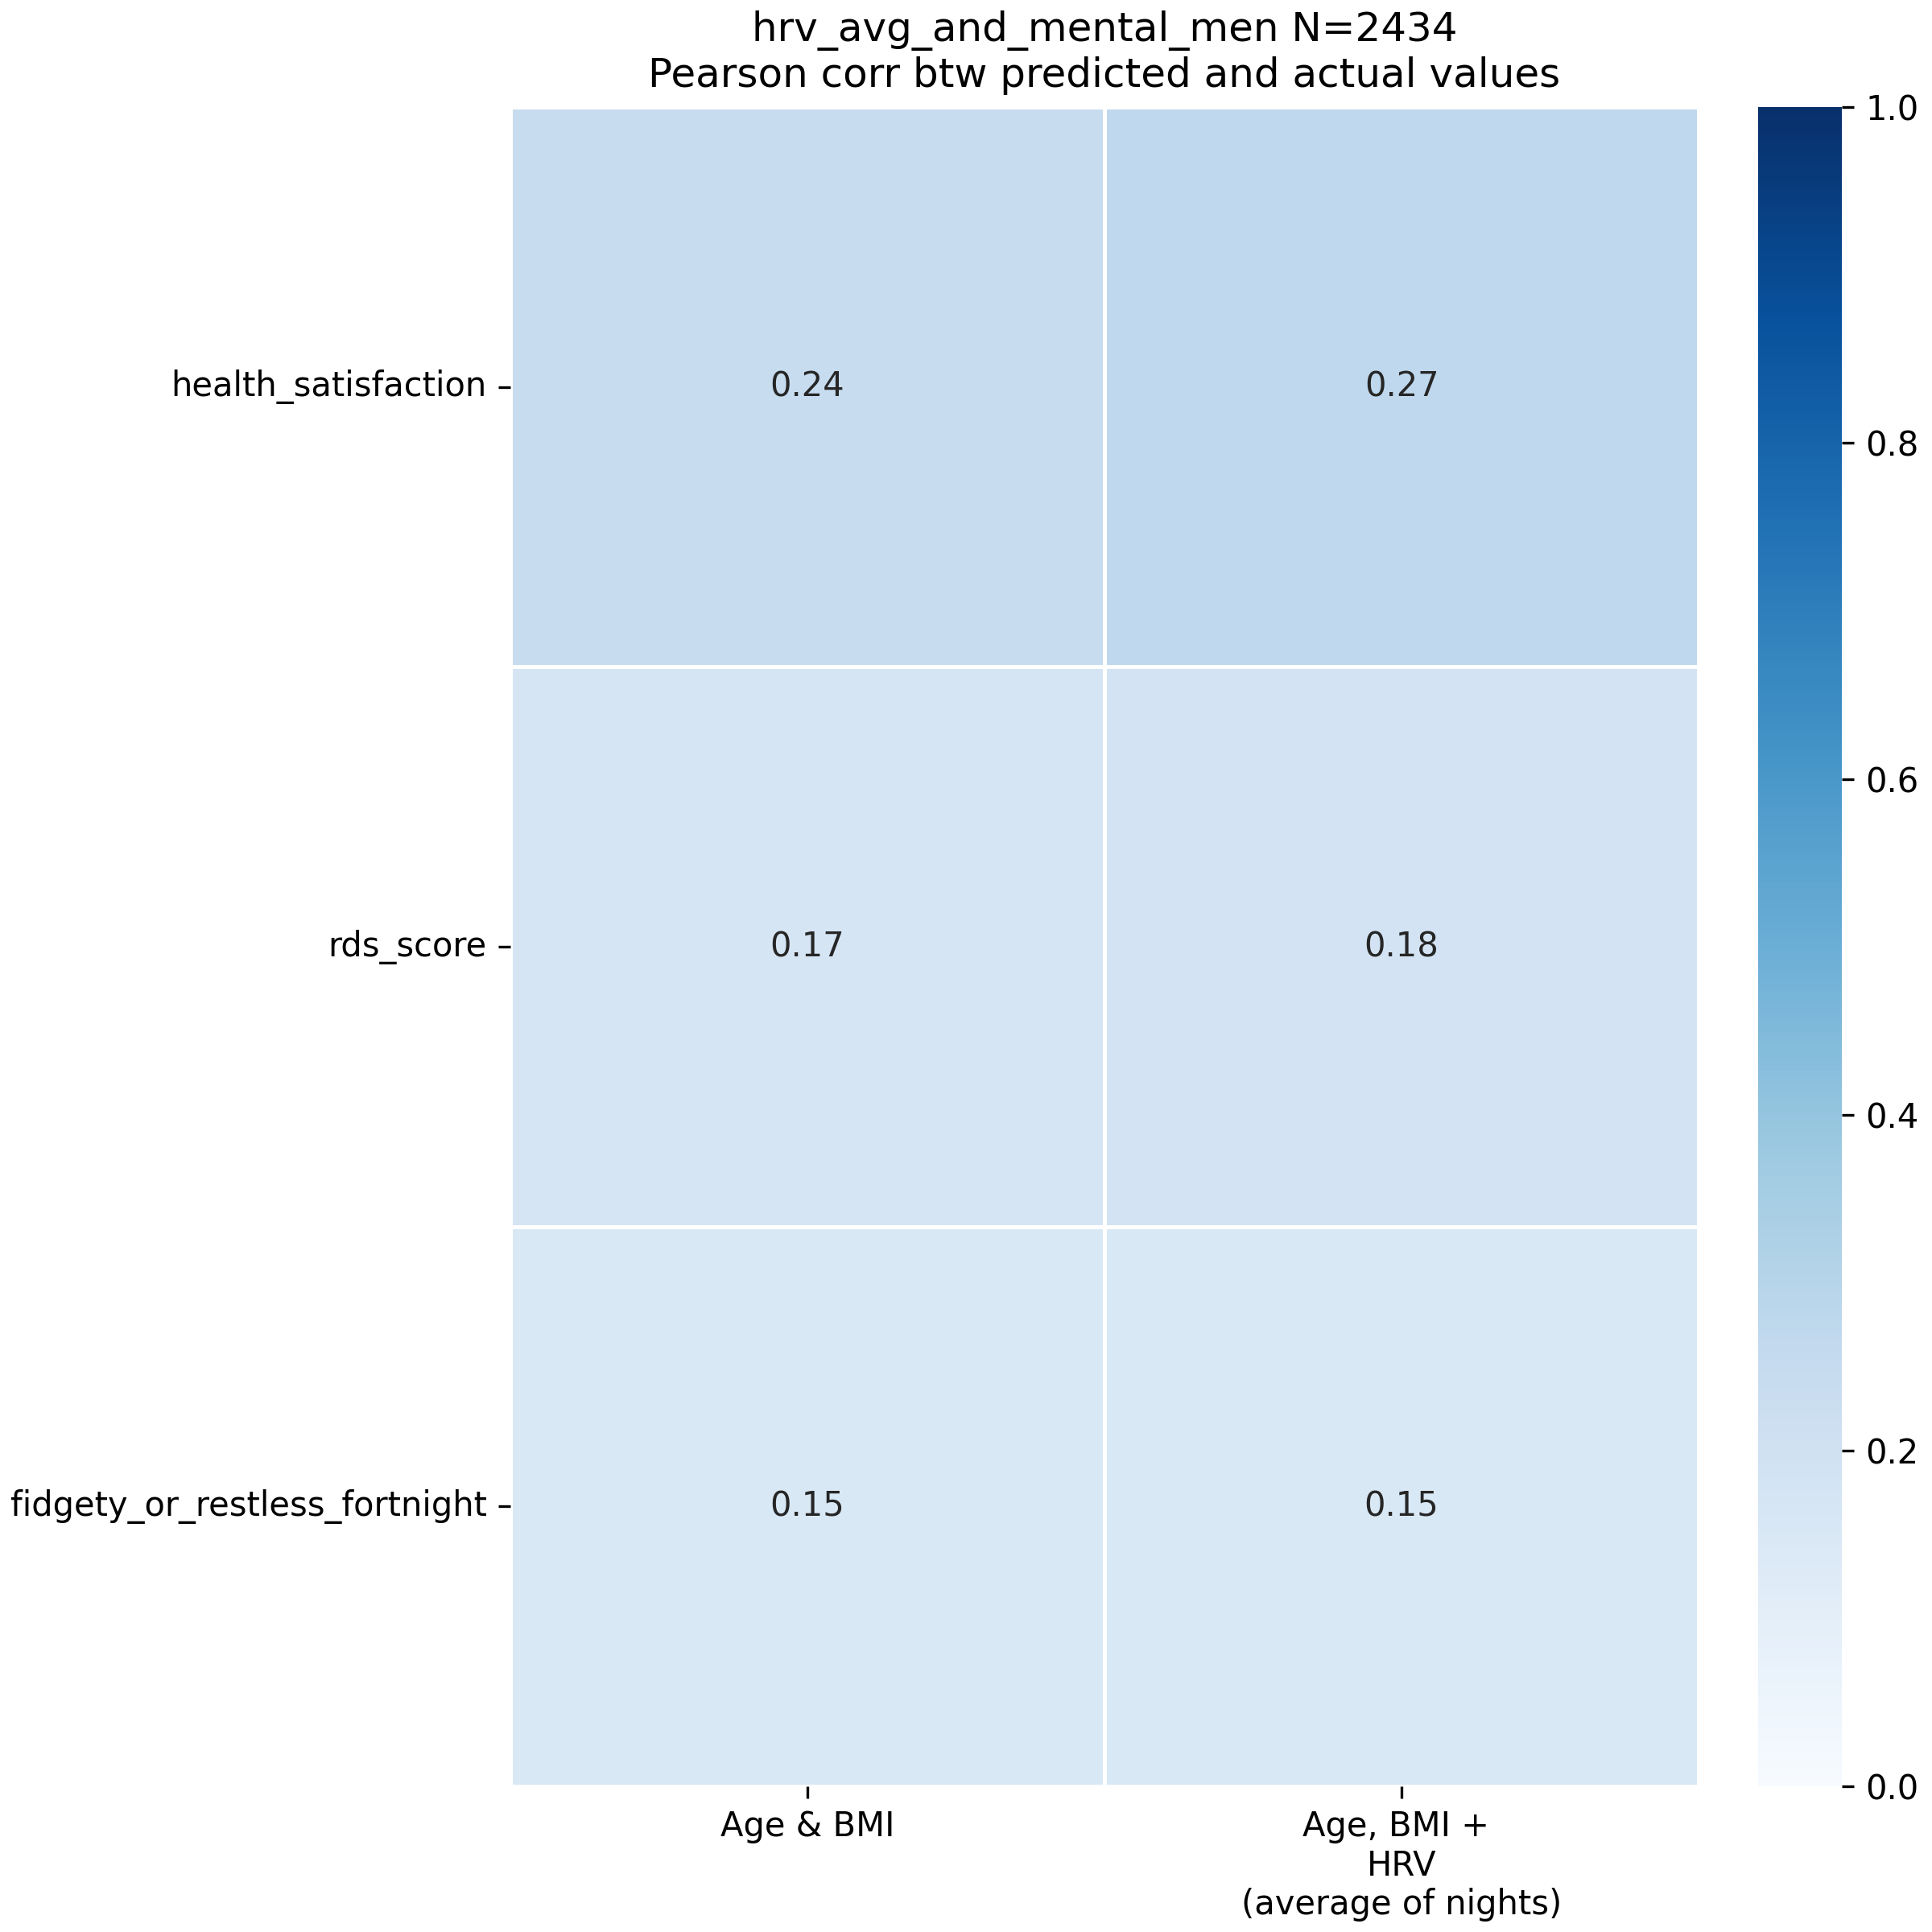 hrv_avg_and_mental_men N=2434
Pearson corr btw predicted and actual values
health_satisfaction
0.24
0.27
rds_score
0.17
0.18
fidgety_or_restless_fortnight
0.15
0.15
Age & BMI
Age, BMI +
HRV
(average of nights)
1.0
0.8
0.6
0.4
0.2
0.0